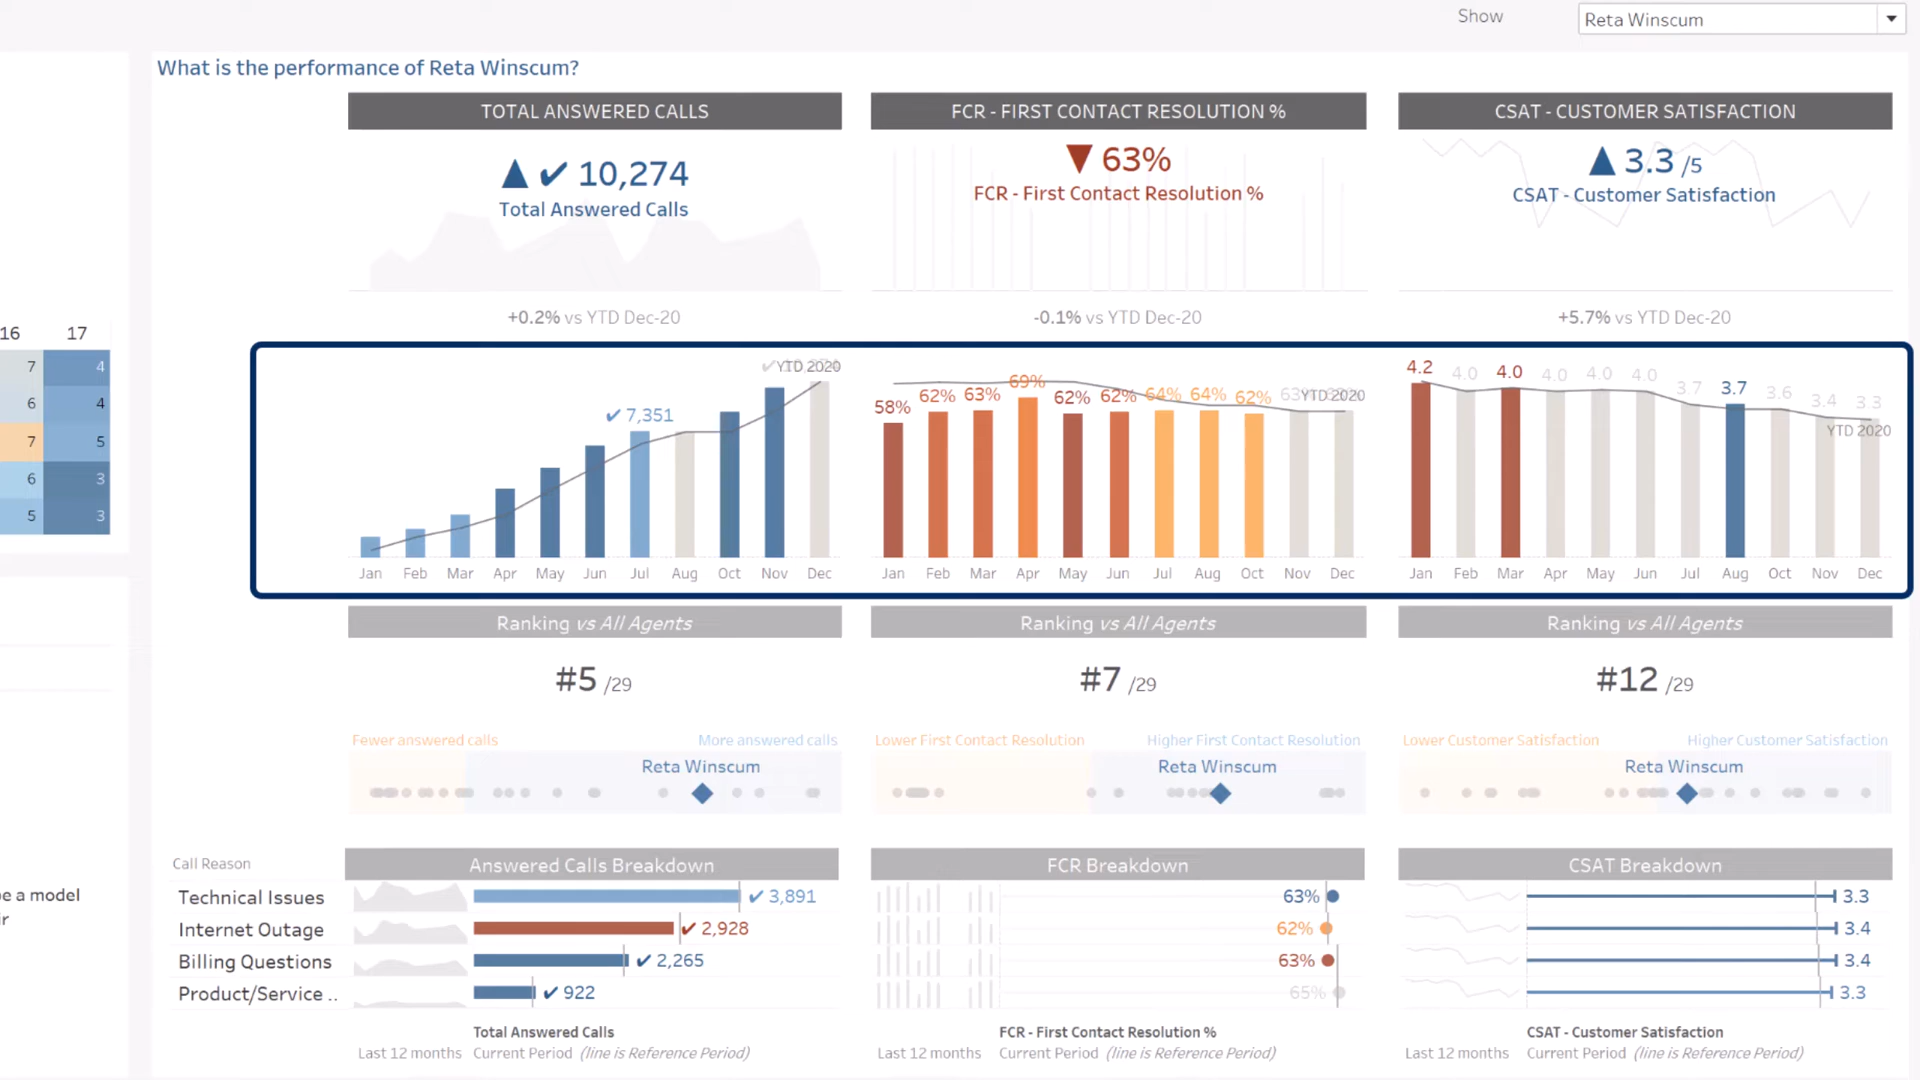 Show
Reta Winscum
What is the performance of Reta Winscum?
TOTAL ANSWERED CALLS
✔ 10,274
Total Answered Calls
+0.2% vs YTD Dec-20
FCR - FIRST CONTACT RESOLUTION %
63%
FCR - First Contact Resolution %
-0.1% vs YTD Dec-20
CSAT - CUSTOMER SATISFACTION
3.3 /5
CSAT - Customer Satisfaction
+5.7% vs YTD Dec-20
16 17
7 4
6 4
7 5
6 3
5 3
YTD 2020
✔ 7,351
Jan Feb Mar Apr May Jun Jul Aug Oct Nov Dec
58% 62% 63% 69% 62% 62% 64% 64% 62% YTD 2020
Jan Feb Mar Apr May Jun Jul Aug Oct Nov Dec
4.2 4.0 4.0 4.0 4.0 4.0 3.7 3.7 3.6 3.4 3.3
YTD 2020
Jan Feb Mar Apr May Jun Jul Aug Oct Nov Dec
Ranking vs All Agents
#5 /29
Fewer answered calls More answered calls
Reta Winscum
Ranking vs All Agents
#7 /29
Lower First Contact Resolution Higher First Contact Resolution
Reta Winscum
Ranking vs All Agents
#12 /29
Lower Customer Satisfaction Higher Customer Satisfaction
Reta Winscum
e a model
ir
Call Reason Answered Calls Breakdown FCR Breakdown CSAT Breakdown
Technical Issues ✔ 3,891 63% 3.3
Internet Outage ✔ 2,928 62% 3.4
Billing Questions ✔ 2,265 63% 3.4
Product/Service .. ✔ 922 65% 3.3
Total Answered Calls
Last 12 months Current Period (line is Reference Period)
FCR - First Contact Resolution %
Last 12 months Current Period (line is Reference Period)
CSAT - Customer Satisfaction
Last 12 months Current Period (line is Reference Period)